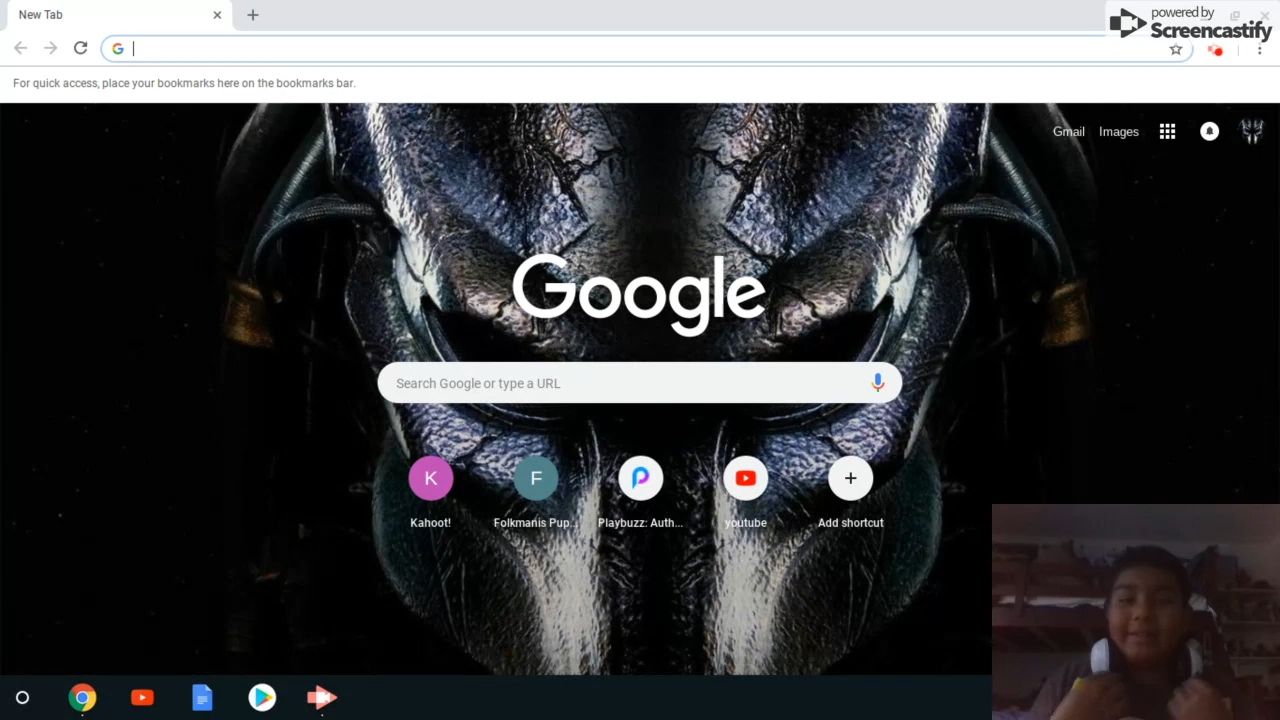 New Tab
powered by
Screencastify
For quick access, place your bookmarks here on the bookmarks bar.
Gmail Images
Google
Search Google or type a URL
K F
Kahoot! Folkmanis Pup... Playbuzz: Auth... youtube Add shortcut